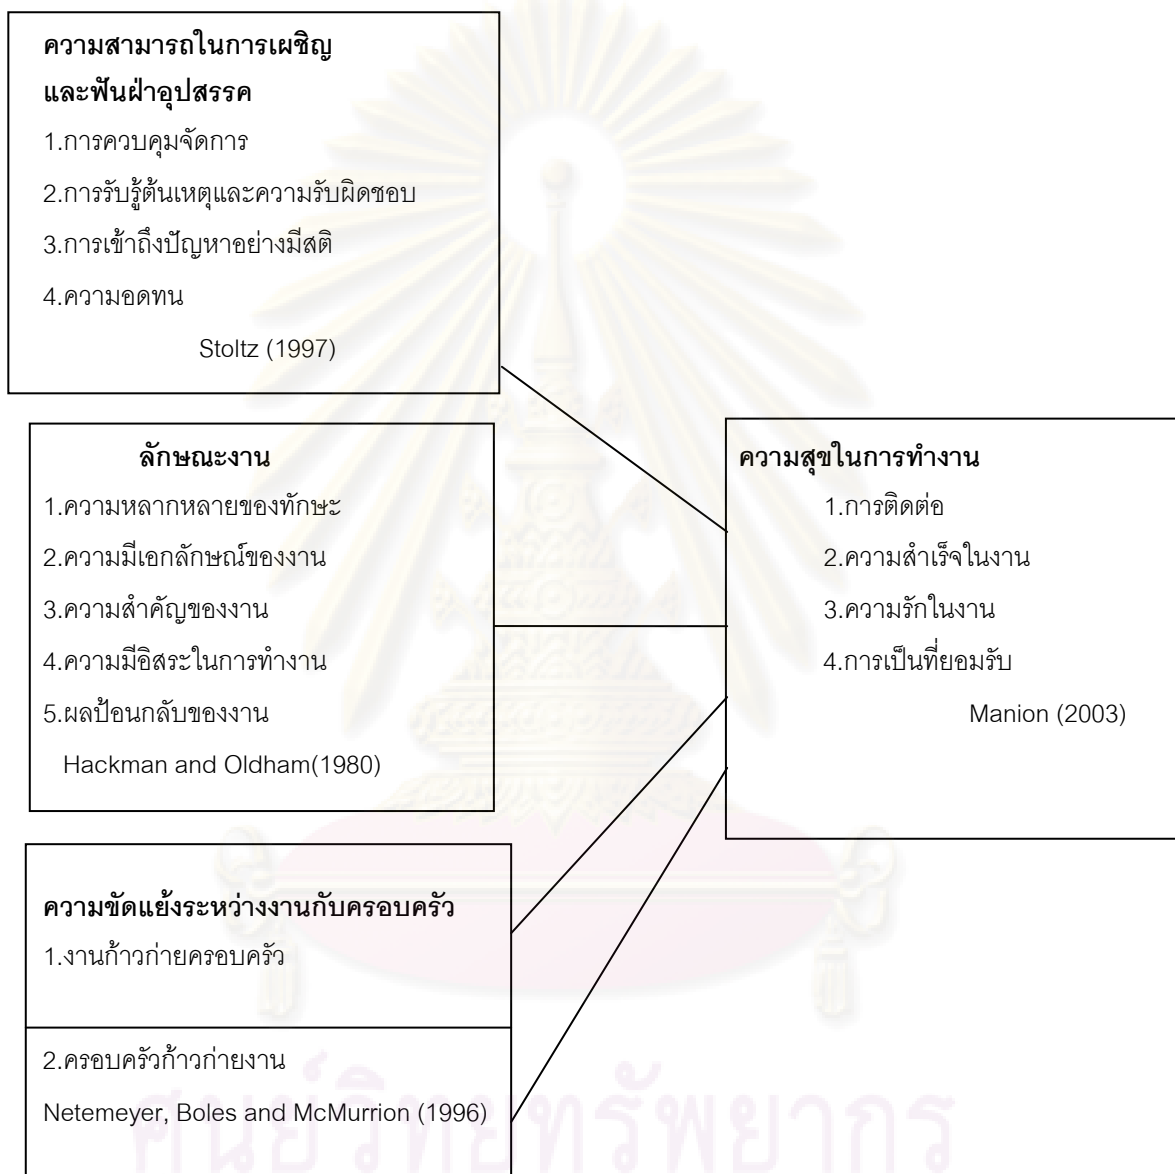 ความสามารถในการเผชิญ
และฟันฝ่าอุปสรรค
1.การควบคุมจัดการ
2.การรับรู้ต้นเหตุและความรับผิดชอบ
3.การเข้าถึงปัญหาอย่างมีสติ
4.ความอดทน
Stoltz (1997)
ลักษณะงาน
1.ความหลากหลายของทักษะ
2.ความมีเอกลักษณ์ของงาน
3.ความสำคัญของงาน
4.ความมีอิสระในการทำงาน
5.ผลป้อนกลับของงาน
Hackman and Oldham(1980)
ความสุขในการทำงาน
1.การติดต่อ
2.ความสำเร็จในงาน
3.ความรักในงาน
4.การเป็นที่ยอมรับ
Manion (2003)
ความขัดแย้งระหว่างงานกับครอบครัว
1.งานก้าวก่ายครอบครัว
2.ครอบครัวก้าวก่ายงาน
Netemeyer, Boles and McMurrion (1996)
ศูนย์วิทยทรัพยากร